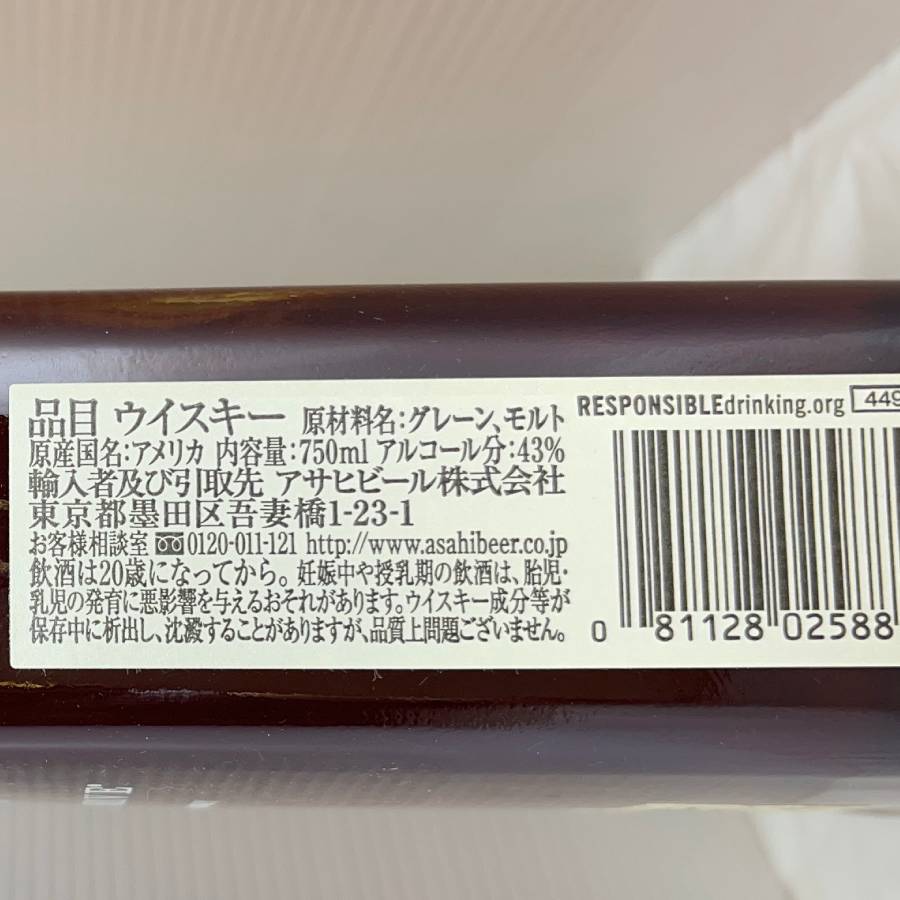 品目 ウイスキー 原材料名:グレーン、モルト
原産国名:アメリカ 内容量:750ml アルコール分:43%
輸入者及び引取先 アサヒビール株式会社
東京都墨田区吾妻橋1-23-1
お客様相談室 0120-011-121 http://www.asahibeer.co.jp
飲酒は20歳になってから。妊娠中や授乳期の飲酒は、胎児・
乳児の発育に悪影響を与えるおそれがあります。ウイスキー成分等が
保存中に析出し、沈澱することがありますが、品質上問題ございません。
RESPONSIBLEdrinking.org
449
0 81128 02588